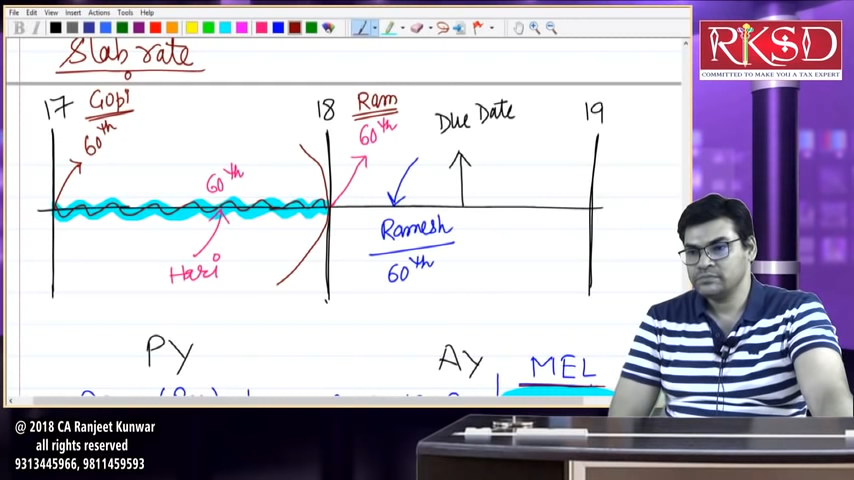 File Edit View Insert Actions Tools Help
B I U
Slab rate
17 Gopi 18 Ram Due Date 19
60th 60th
60th
Hari
Ramesh
60th
PY AY MEL
RKSD
COMMITTED TO MAKE YOU A TAX EXPERT
@ 2018 CA Ranjeet Kunwar
all rights reserved
9313445966, 9811459593